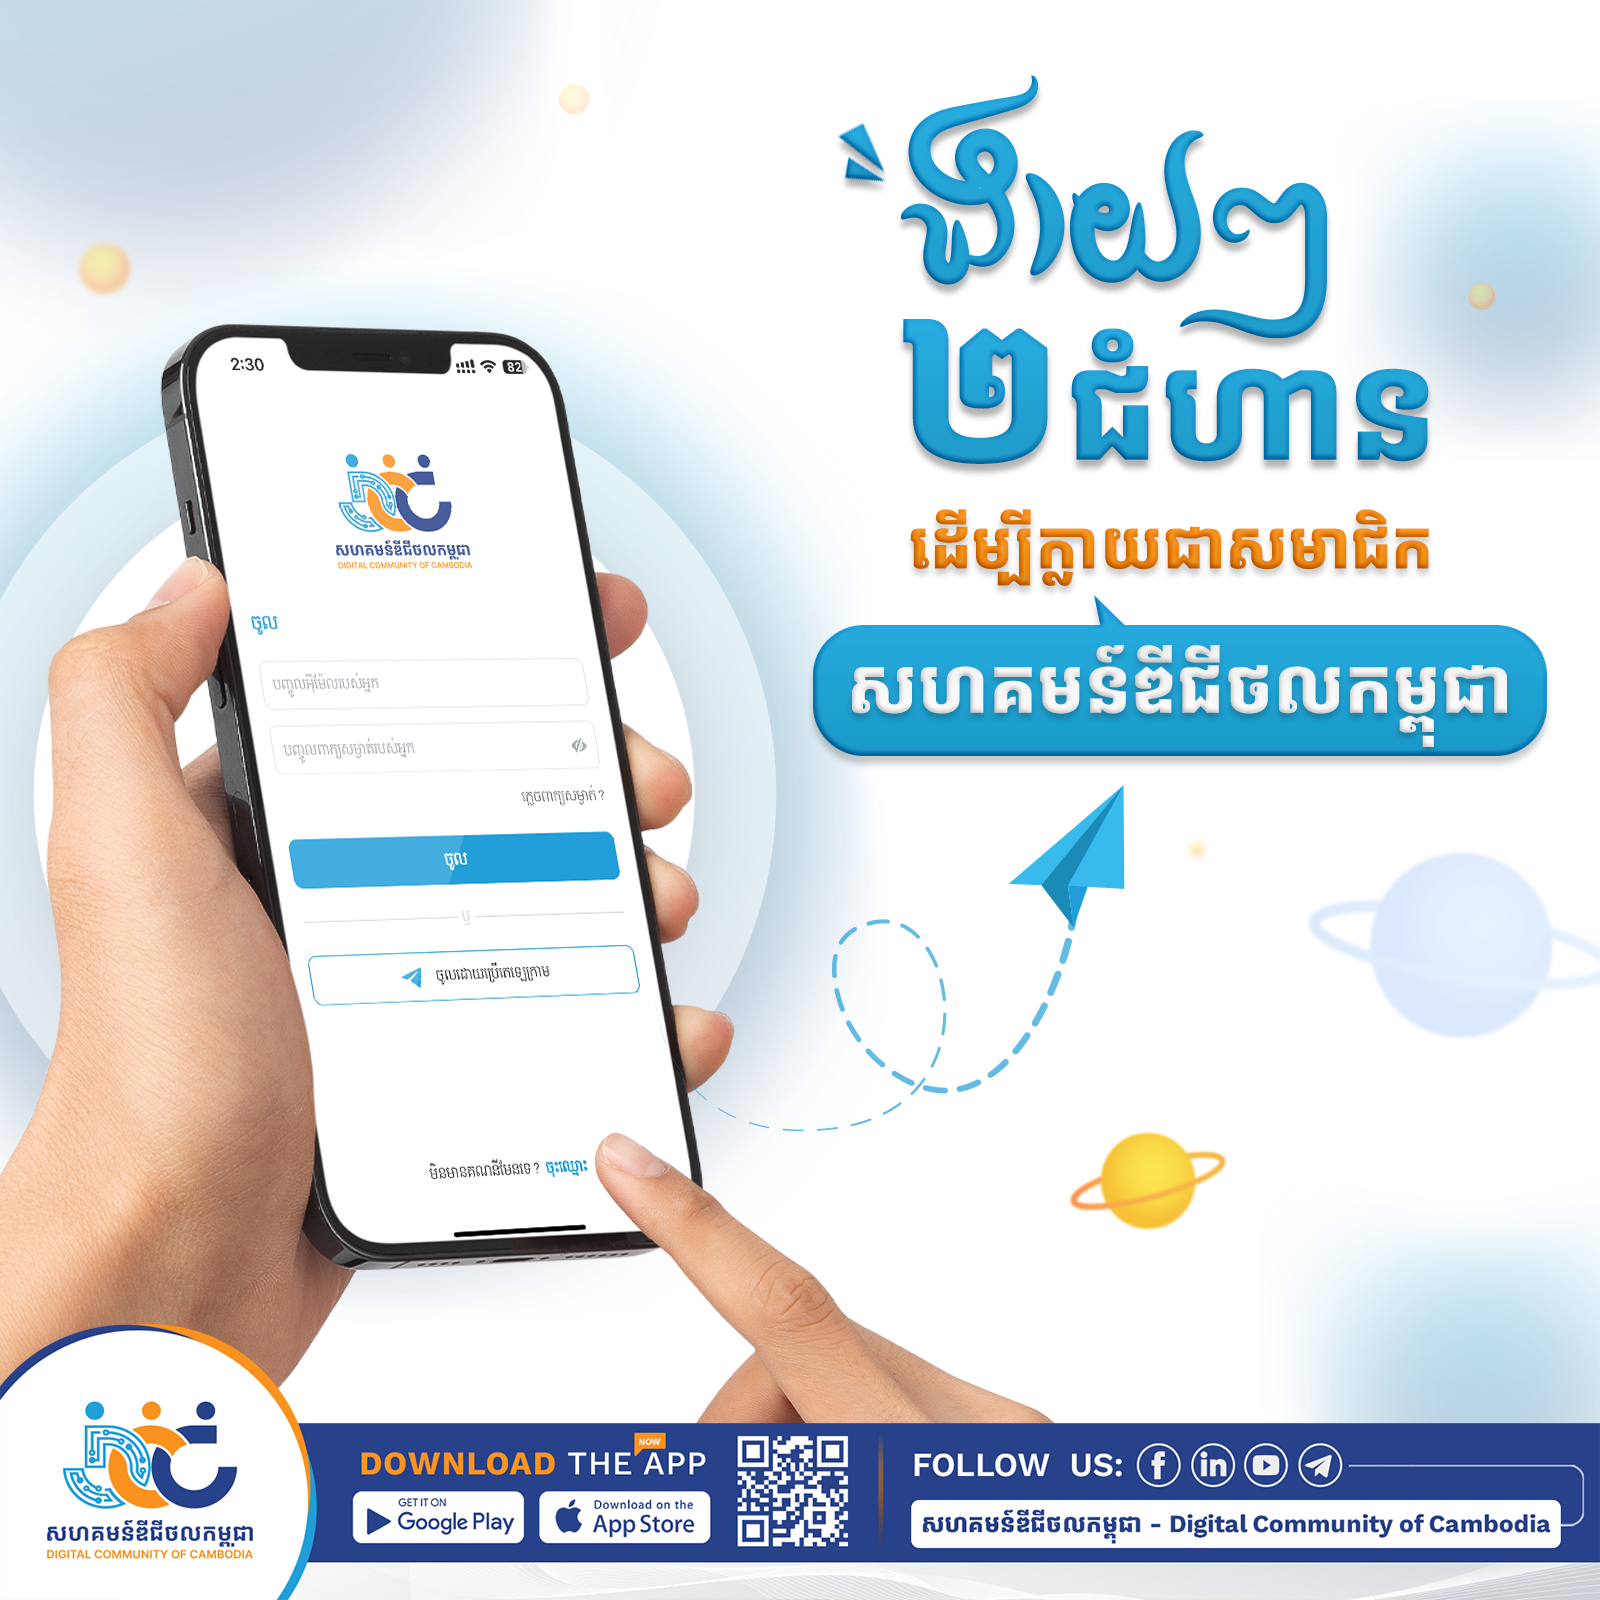 ងាយៗ
២ជំហាន
ដើម្បីក្លាយជាសមាជិក
សហគមន៍ឌីជីថលកម្ពុជា
2:30
82
សហគមន៍ឌីជីថលកម្ពុជា
DIGITAL COMMUNITY OF CAMBODIA
ចូល
បញ្ចូលអ៊ីម៉ែលរបស់អ្នក
បញ្ចូលពាក្យសម្ងាត់របស់អ្នក
ភ្លេចពាក្យសម្ងាត់?
ចូល
ឬ
ចូលដោយប្រើតេឡេក្រាម
មិនមានគណនីមែនទេ? ចុះឈ្មោះ
សហគមន៍ឌីជីថលកម្ពុជា
DIGITAL COMMUNITY OF CAMBODIA
NOW
DOWNLOAD THE APP
GET IT ON
Google Play
Download on the
App Store
FOLLOW US:
សហគមន៍ឌីជីថលកម្ពុជា - Digital Community of Cambodia